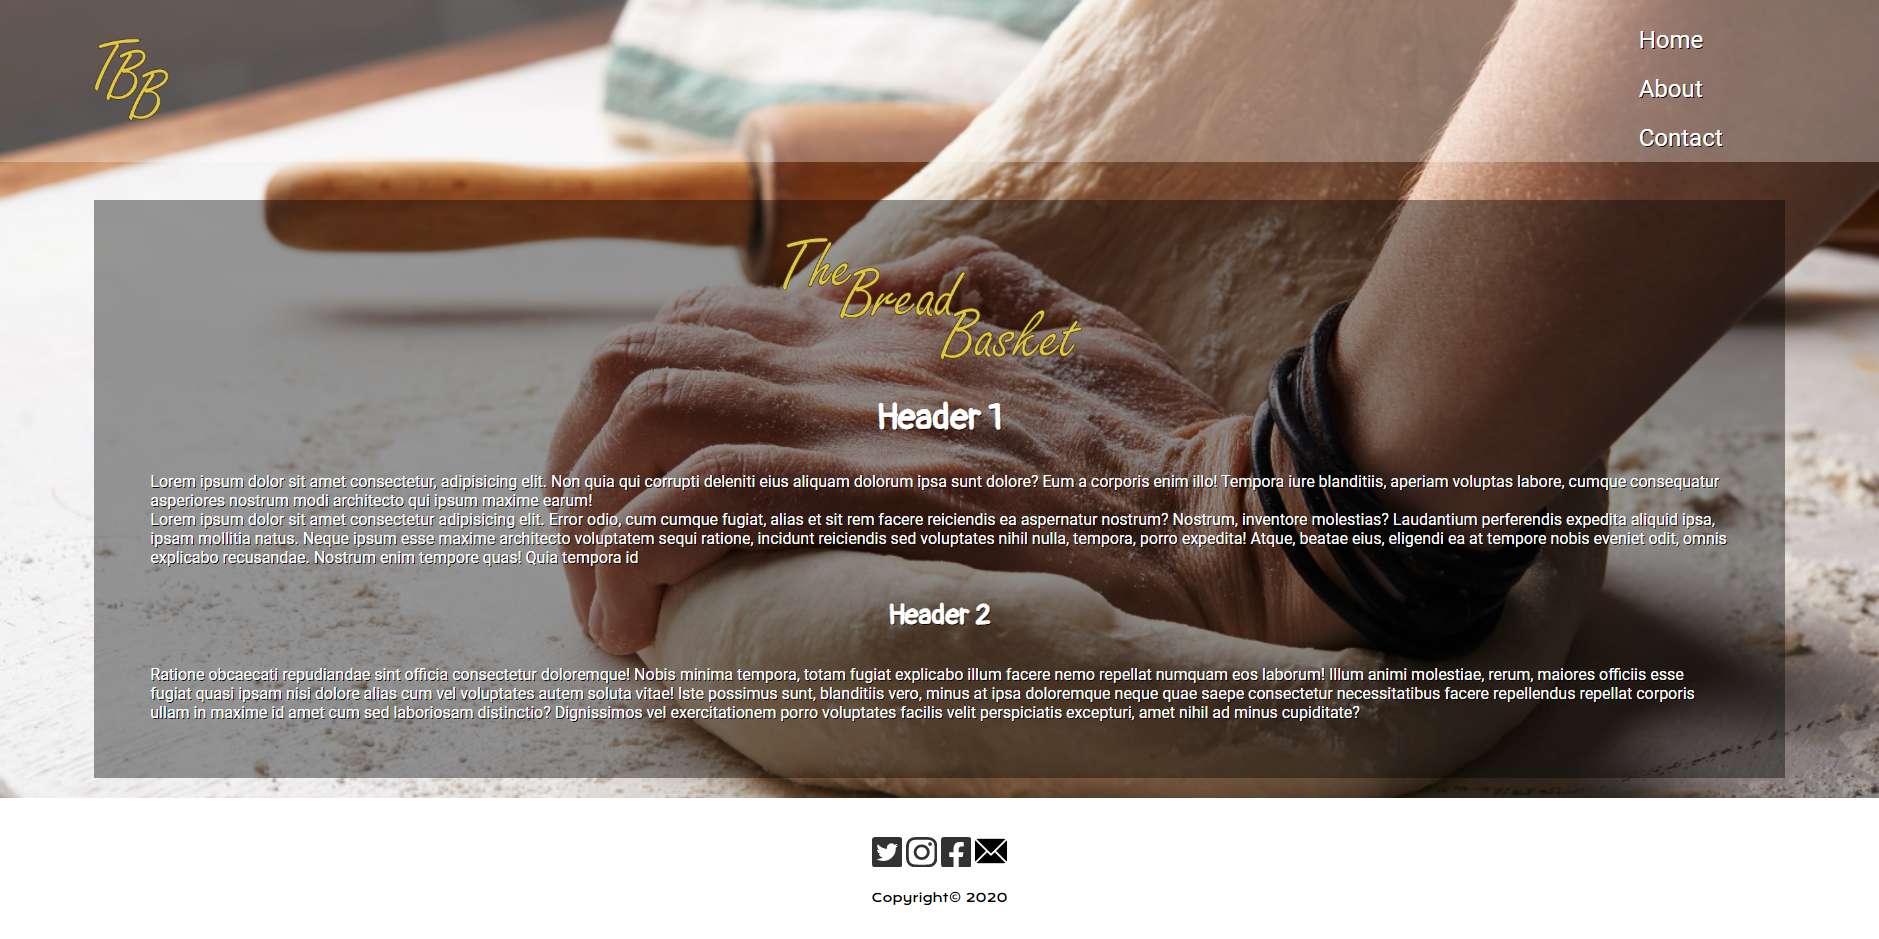 TBB
Home
About
Contact
The
Bread
Basket
Header 1
Lorem ipsum dolor sit amet consectetur, adipisicing elit. Non quia qui corrupti deleniti eius aliquam dolorum ipsa sunt dolore? Eum a corporis enim illo! Tempora iure blanditiis, aperiam voluptas labore, cumque consequatur
asperiores nostrum modi architecto qui ipsum maxime earum!
Lorem ipsum dolor sit amet consectetur adipisicing elit. Error odio, cum cumque fugiat, alias et sit rem facere reiciendis ea aspernatur nostrum? Nostrum, inventore molestias? Laudantium perferendis expedita aliquid ipsa,
ipsam mollitia natus. Neque ipsum esse maxime architecto voluptatem sequi ratione, incidunt reiciendis sed voluptates nihil nulla, tempora, porro expedita! Atque, beatae eius, eligendi ea at tempore nobis eveniet odit, omnis
explicabo recusandae. Nostrum enim tempore quas! Quia tempora id
Header 2
Ratione obcaecati repudiandae sint officia consectetur doloremque! Nobis minima tempora, totam fugiat explicabo illum facere nemo repellat numquam eos laborum! Illum animi molestiae, rerum, maiores officiis esse
fugiat quasi ipsam nisi dolore alias cum vel voluptates autem soluta vitae! Iste possimus sunt, blanditiis vero, minus at ipsa doloremque neque quae saepe consectetur necessitatibus facere repellendus repellat corporis
ullam in maxime id amet cum sed laboriosam distinctio? Dignissimos vel exercitationem porro voluptates facilis velit perspiciatis excepturi, amet nihil ad minus cupiditate?
Copyright© 2020